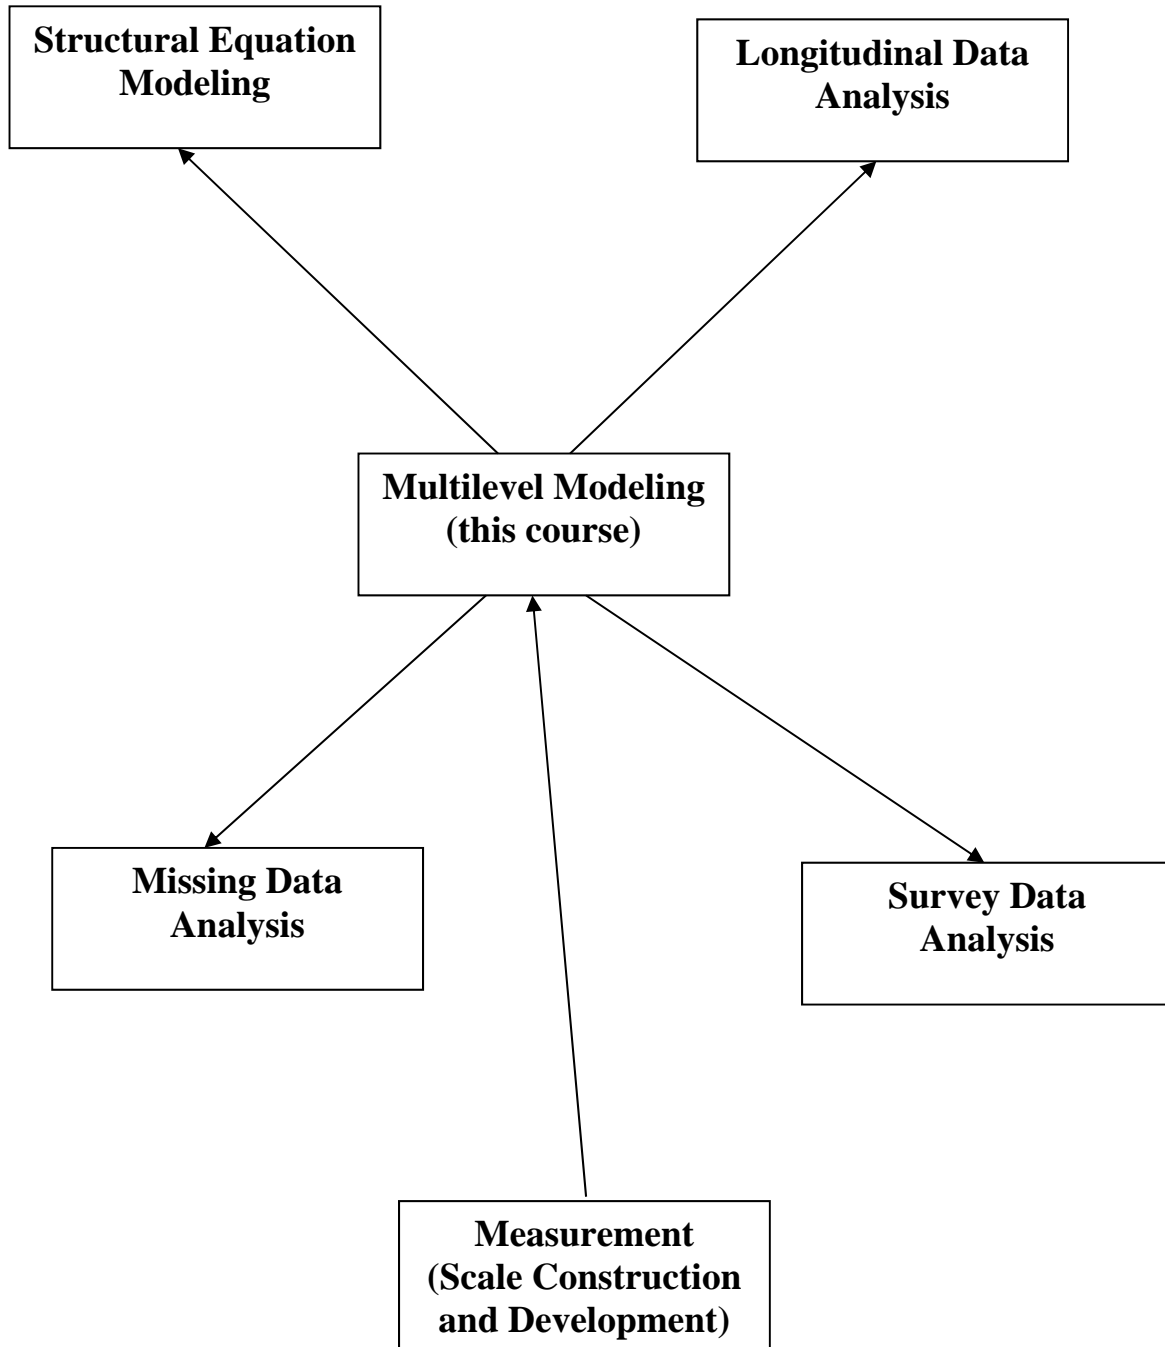 Structural Equation
Modeling
Longitudinal Data
Analysis
Multilevel Modeling
(this course)
Missing Data
Analysis
Survey Data
Analysis
Measurement
(Scale Construction
and Development)